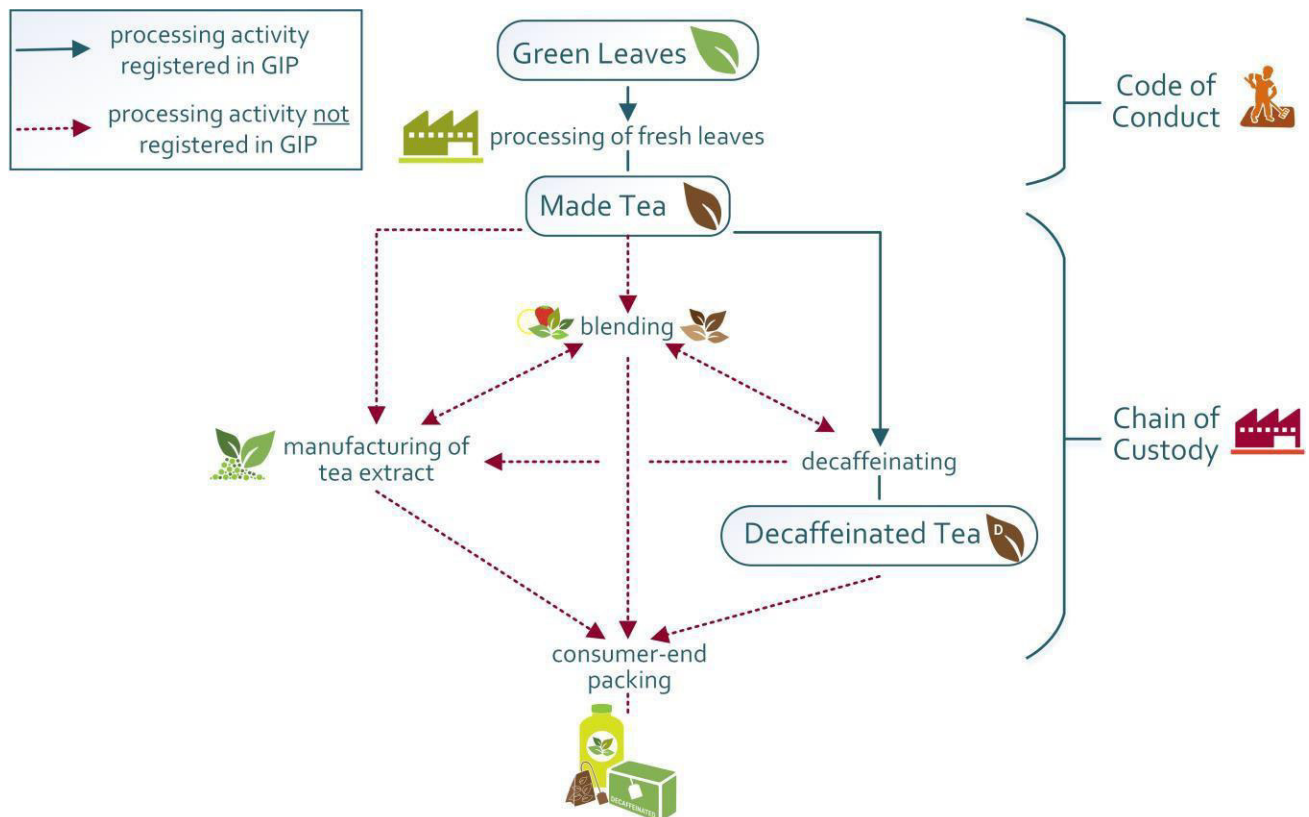 processing activity
registered in GIP
processing activity not
registered in GIP
Green Leaves
processing of fresh leaves
Made Tea
blending
manufacturing of
tea extract
decaffeinating
Decaffeinated Tea
D
consumer-end
packing
DECAFFEINATED
Code of
Conduct
Chain of
Custody